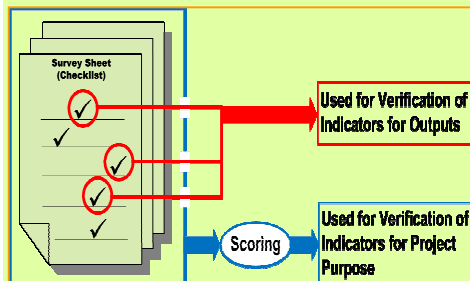 Survey Sheet
(Checklist)
Used for Verification of
Indicators for Outputs
Scoring
Used for Verification of
Indicators for Project
Purpose